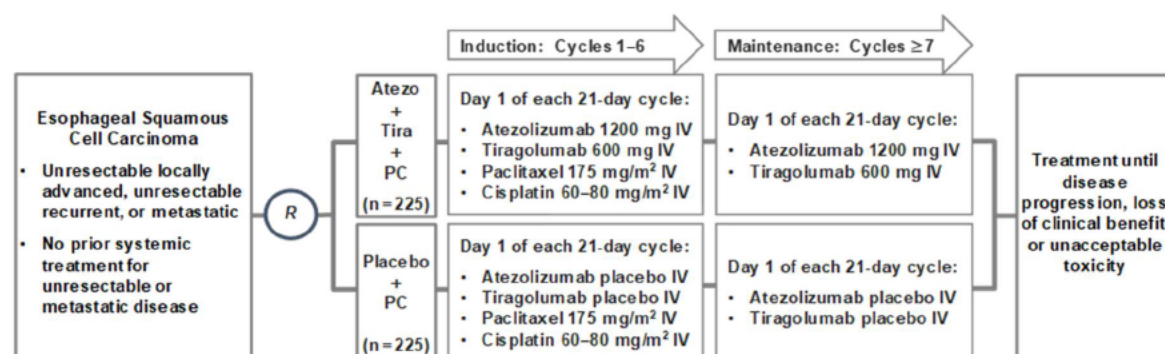 Induction: Cycles 1–6
Maintenance: Cycles ≥7
Esophageal Squamous
Cell Carcinoma
• Unresectable locally
advanced, unresectable
recurrent, or metastatic
• No prior systemic
treatment for
unresectable or
metastatic disease
R
Atezo
+
Tira
+
PC
(n=225)
Day 1 of each 21-day cycle:
• Atezolizumab 1200 mg IV
• Tiragolumab 600 mg IV
• Paclitaxel 175 mg/m² IV
• Cisplatin 60–80 mg/m² IV
Day 1 of each 21-day cycle:
• Atezolizumab 1200 mg IV
• Tiragolumab 600 mg IV
Placebo
+
PC
(n=225)
Day 1 of each 21-day cycle:
• Atezolizumab placebo IV
• Tiragolumab placebo IV
• Paclitaxel 175 mg/m² IV
• Cisplatin 60–80 mg/m² IV
Day 1 of each 21-day cycle:
• Atezolizumab placebo IV
• Tiragolumab placebo IV
Treatment until
disease
progression, loss
of clinical benefit
or unacceptable
toxicity